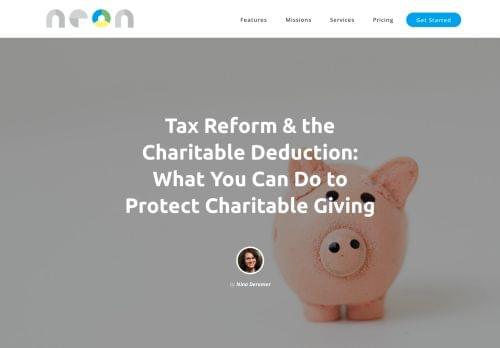 neon
Features
Missions
Services
Pricing
Get Started
Tax Reform & the
Charitable Deduction:
What You Can Do to
Protect Charitable Giving
By Nina Deremer